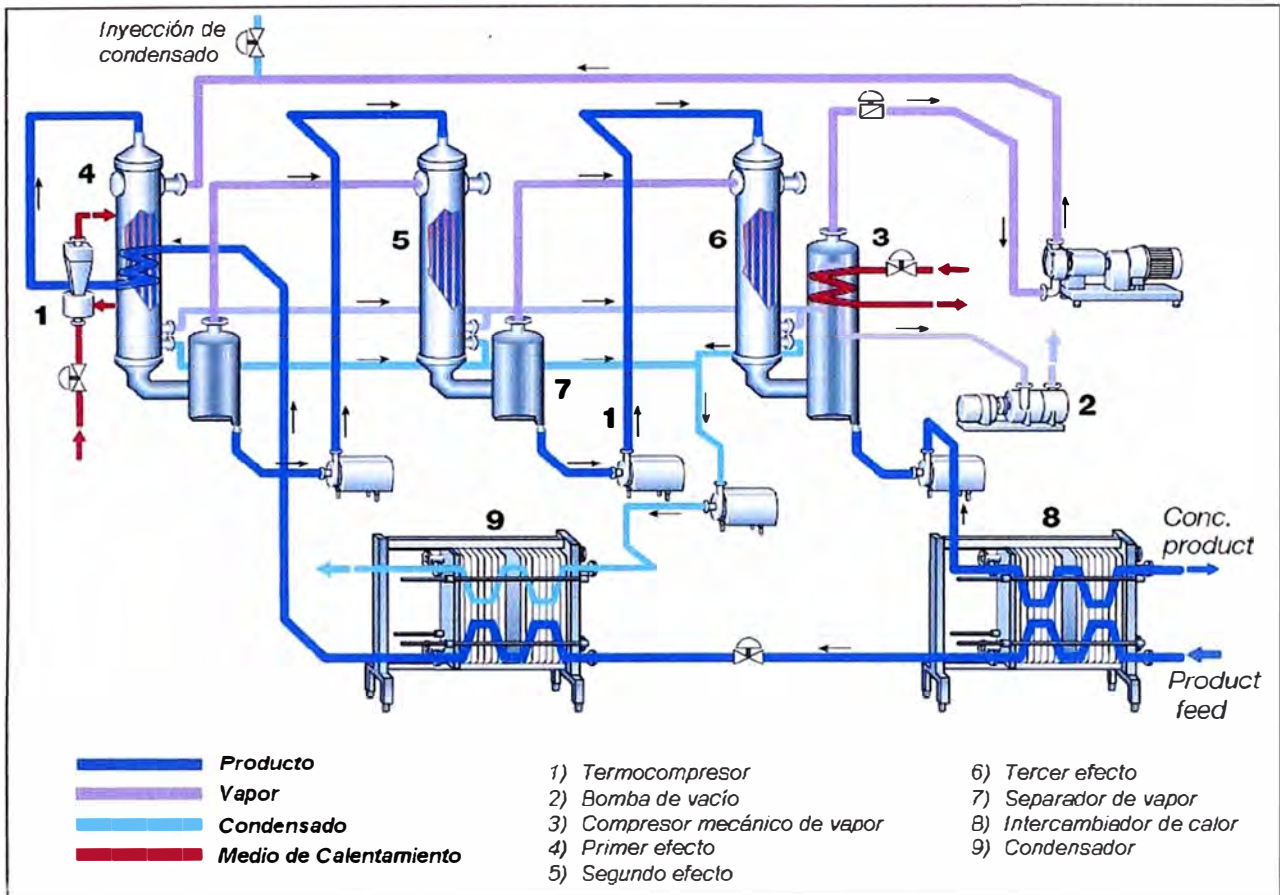 Inyección de
condensado
4
5
6
3
1
7
1
2
9
8
Conc.
product
Product
feed
Producto
Vapor
Condensado
Medio de Calentamiento
1) Termocompresor
2) Bomba de vacío
3) Compresor mecánico de vapor
4) Primer efecto
5) Segundo efecto
6) Tercer efecto
7) Separador de vapor
8) Intercambiador de calor
9) Condensador